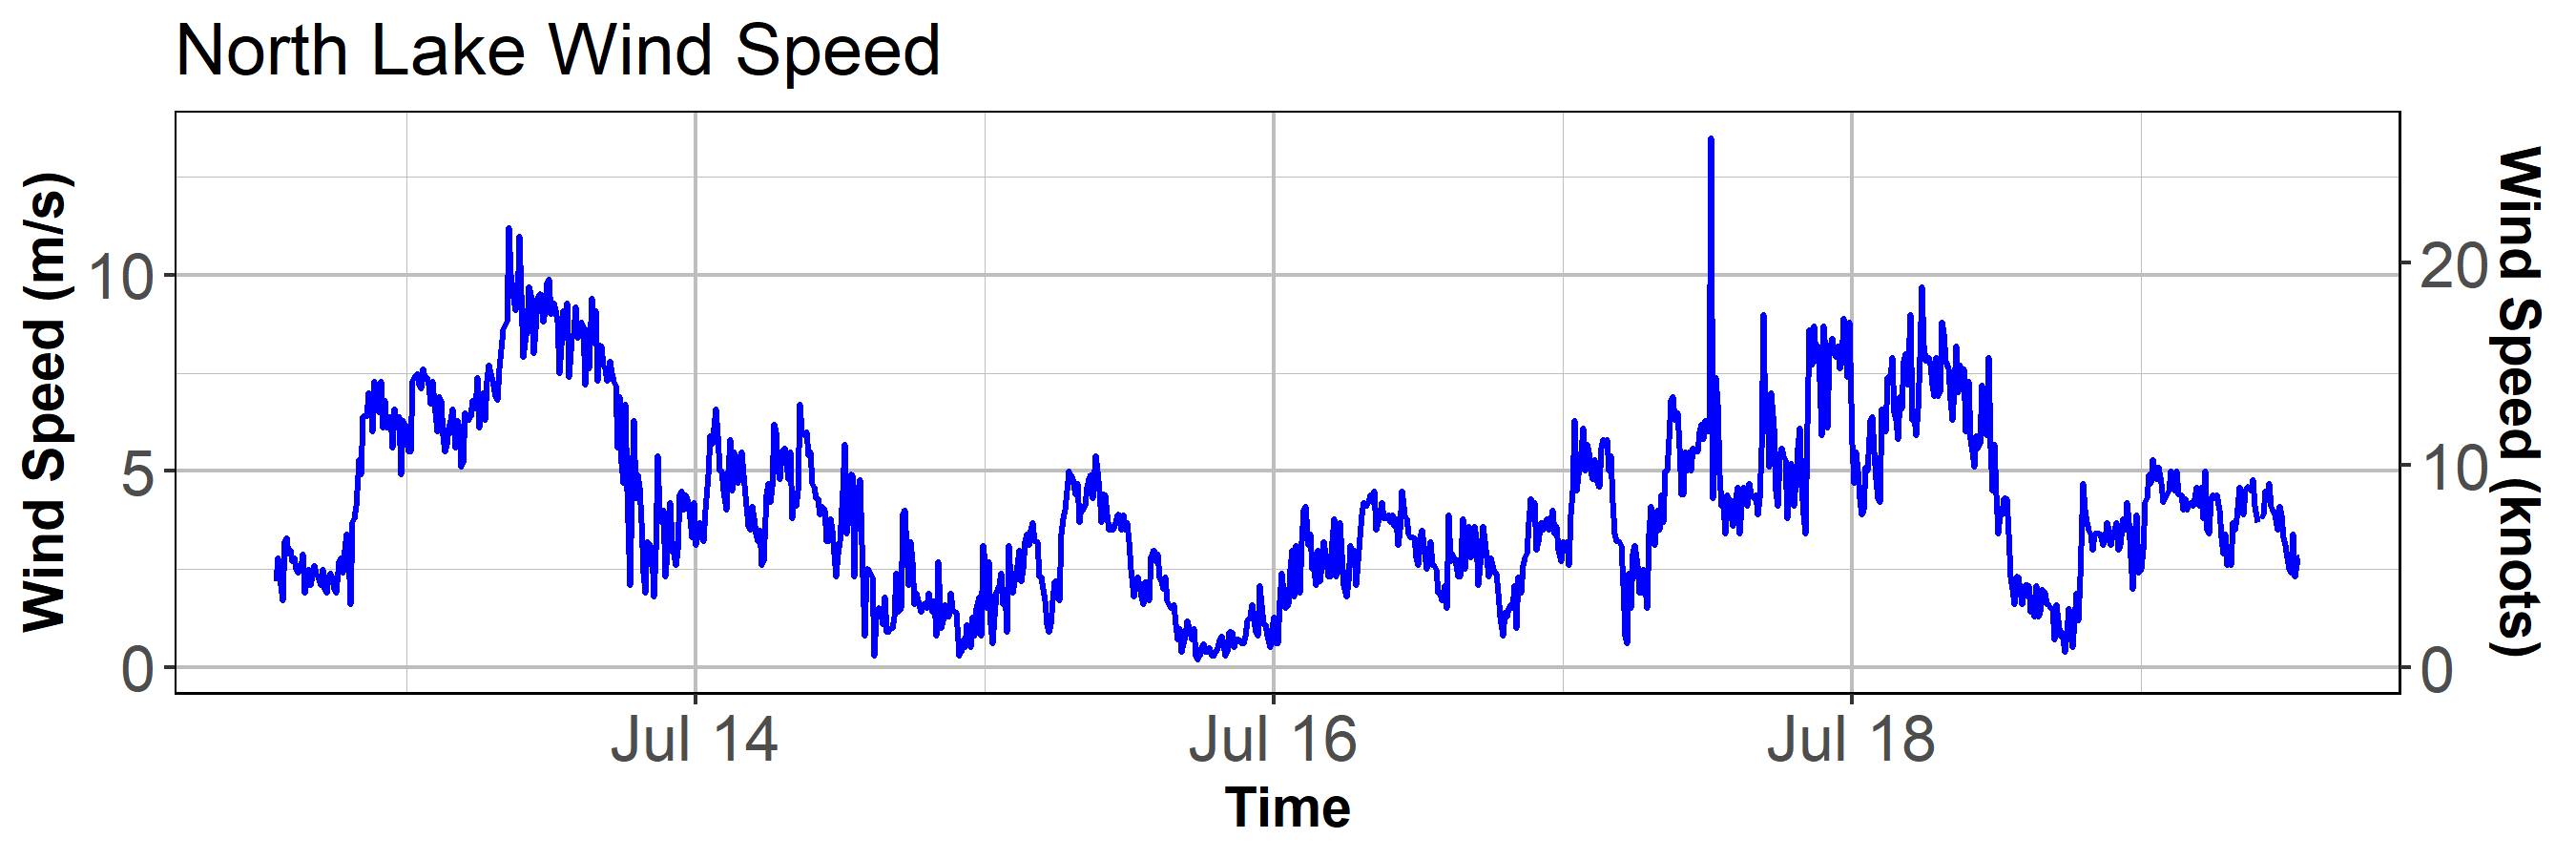 North Lake Wind Speed
Wind Speed (m/s)
10
5
0
20
10
0
Wind Speed (knots)
Jul 14
Jul 16
Jul 18
Time